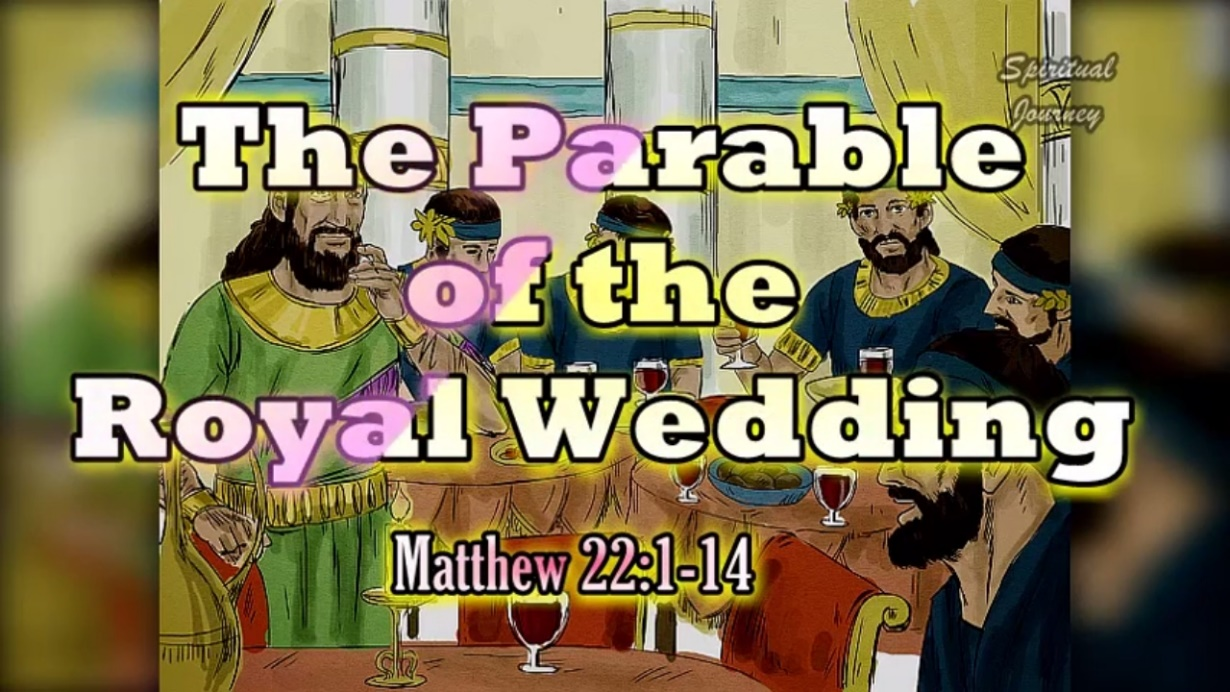 Spiritual
Journey
The Parable
of the
Royal Wedding
Matthew 22:1-14